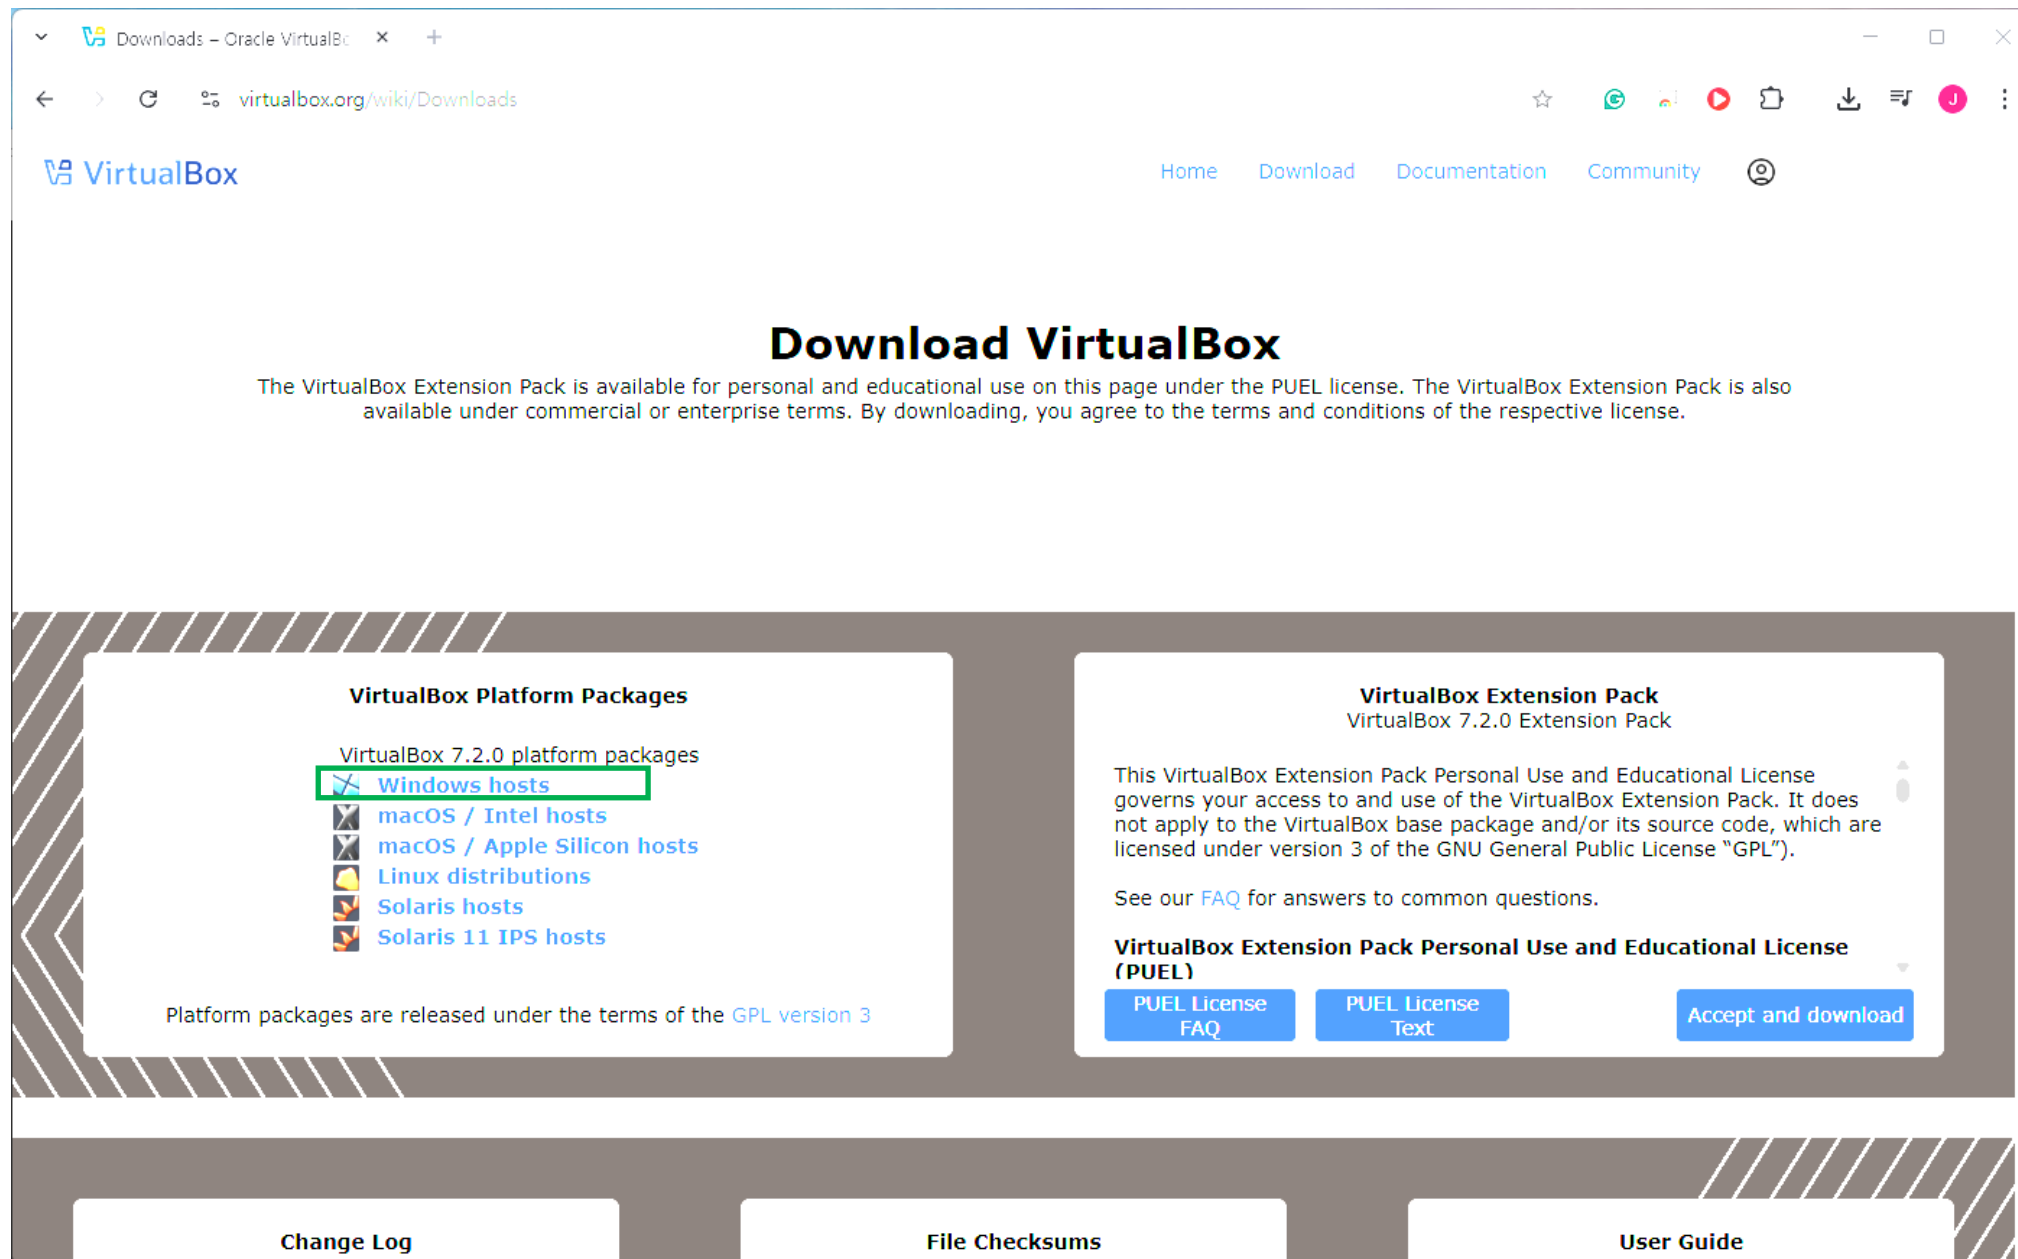 Downloads – Oracle VirtualBo
virtualbox.org/wiki/Downloads
J
VirtualBox
Home Download Documentation Community
Download VirtualBox
The VirtualBox Extension Pack is available for personal and educational use on this page under the PUEL license. The VirtualBox Extension Pack is also
available under commercial or enterprise terms. By downloading, you agree to the terms and conditions of the respective license.
VirtualBox Platform Packages
VirtualBox 7.2.0 platform packages
Windows hosts
macOS / Intel hosts
macOS / Apple Silicon hosts
Linux distributions
Solaris hosts
Solaris 11 IPS hosts
Platform packages are released under the terms of the GPL version 3
VirtualBox Extension Pack
VirtualBox 7.2.0 Extension Pack
This VirtualBox Extension Pack Personal Use and Educational License
governs your access to and use of the VirtualBox Extension Pack. It does
not apply to the VirtualBox base package and/or its source code, which are
licensed under version 3 of the GNU General Public License “GPL”).
See our FAQ for answers to common questions.
VirtualBox Extension Pack Personal Use and Educational License
(PUEL)
PUEL License
FAQ
PUEL License
Text
Accept and download
Change Log
File Checksums
User Guide